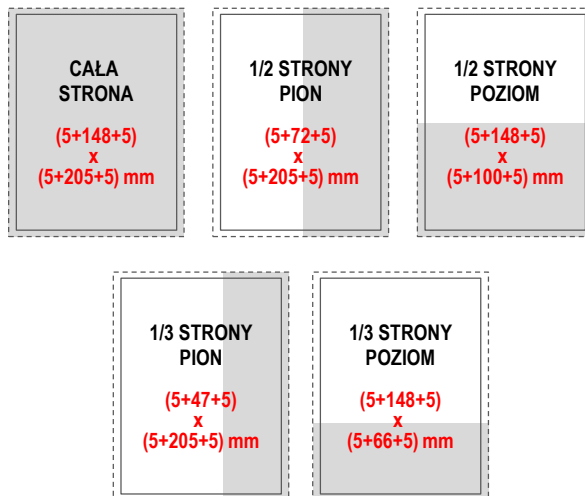 CAŁA
STRONA
(5+148+5)
x
(5+205+5) mm
1/2 STRONY
PION
(5+72+5)
x
(5+205+5) mm
1/2 STRONY
POZIOM
(5+148+5)
x
(5+100+5) mm
1/3 STRONY
PION
(5+47+5)
x
(5+205+5) mm
1/3 STRONY
POZIOM
(5+148+5)
x
(5+66+5) mm